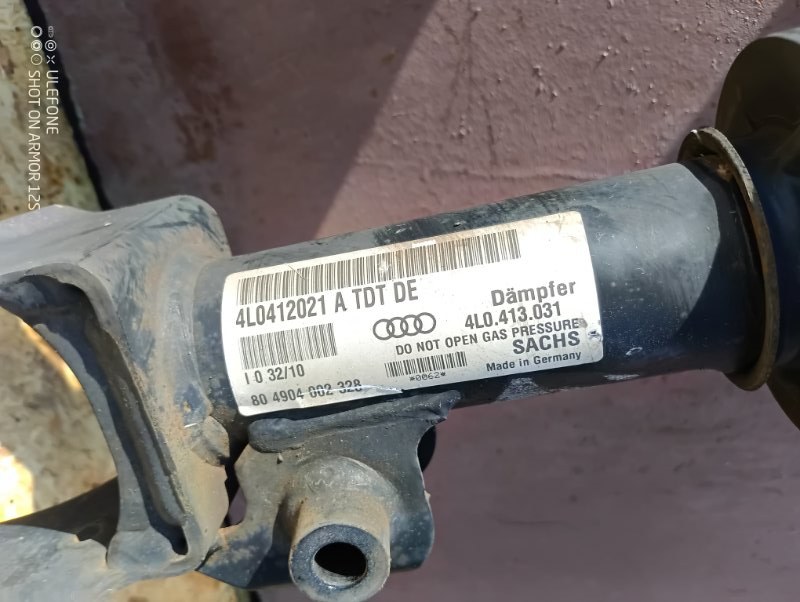 4L0412021 A TDT DE
Dämpfer
4L0.413.031
DO NOT OPEN GAS PRESSURE
SACHS
Made in Germany
I 0 32/10
80 4904 002 328
*0062*
ULEFONE
SHOT ON ARMOR 12S